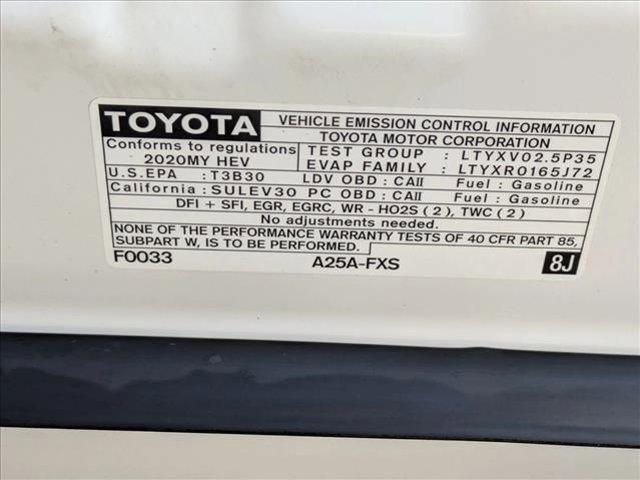 TOYOTA VEHICLE EMISSION CONTROL INFORMATION
TOYOTA MOTOR CORPORATION
Conforms to regulations
2020MY HEV
TEST GROUP : LTYXV02.5P35
EVAP FAMILY : LTYXR0165J72
U.S.EPA : T3B30 LDV OBD : CAII Fuel : Gasoline
California : SULEV30 PC OBD : CAII Fuel : Gasoline
DFI + SFI, EGR, EGRC, WR - HO2S ( 2 ), TWC ( 2 )
No adjustments needed.
NONE OF THE PERFORMANCE WARRANTY TESTS OF 40 CFR PART 85,
SUBPART W, IS TO BE PERFORMED.
F0033 A25A-FXS 8J